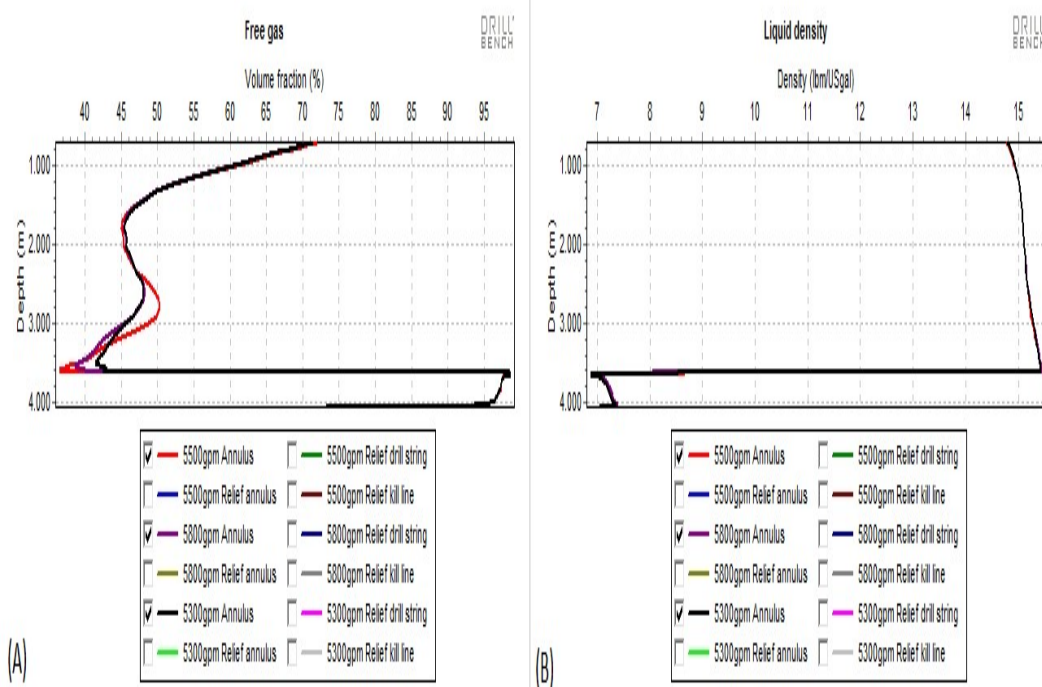 Free gas
DRILL
BENCH
Volume fraction (%)
40 45 50 55 60 65 70 75 80 85 90 95
Depth (m)
1.000
2.000
3.000
4.000
5500gpm Annulus 5500gpm Relief drill string
5500gpm Relief annulus 5500gpm Relief kill line
5800gpm Annulus 5800gpm Relief drill string
5800gpm Relief annulus 5800gpm Relief kill line
5300gpm Annulus 5300gpm Relief drill string
5300gpm Relief annulus 5300gpm Relief kill line
(A)
Liquid density
DRILL
BENCH
Density (lbm/USgal)
7 8 9 10 11 12 13 14 15
Depth (m)
1.000
2.000
3.000
4.000
5500gpm Annulus 5500gpm Relief drill string
5500gpm Relief annulus 5500gpm Relief kill line
5800gpm Annulus 5800gpm Relief drill string
5800gpm Relief annulus 5800gpm Relief kill line
5300gpm Annulus 5300gpm Relief drill string
5300gpm Relief annulus 5300gpm Relief kill line
(B)